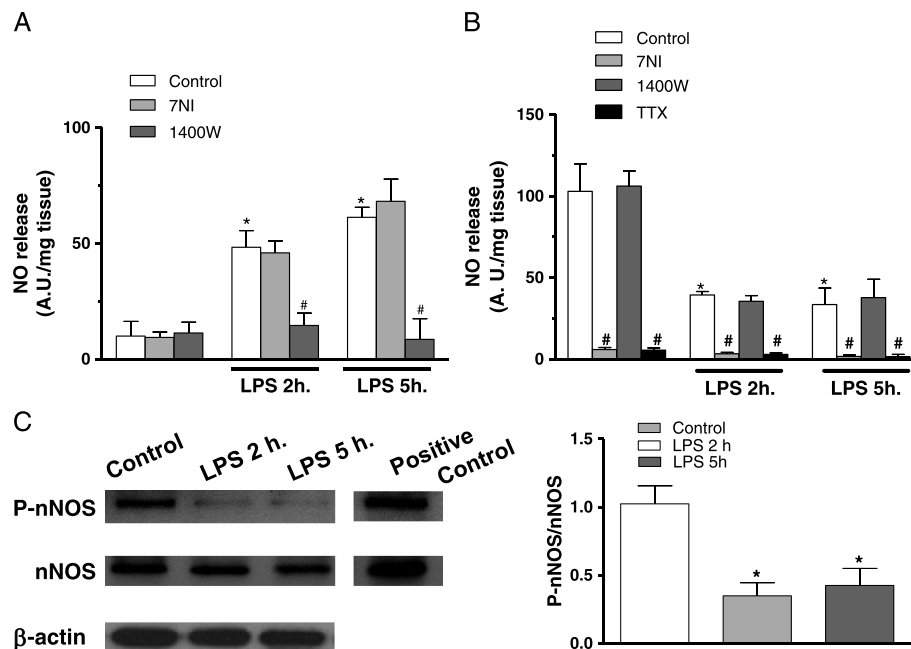 A
Control
7NI
1400W
NO release
(A.U./mg tissue)
100
50
0
*
*
#
#
LPS 2h.
LPS 5h.
B
Control
7NI
1400W
TTX
NO release
(A. U./mg tissue)
150
100
50
0
*
*
# # # # # #
LPS 2h.
LPS 5h.
C
Control
LPS 2 h.
LPS 5 h.
Positive
Control
P-nNOS
nNOS
β-actin
Control
LPS 2 h
LPS 5h
P-nNOS/nNOS
1.5
1.0
0.5
0.0
*
*